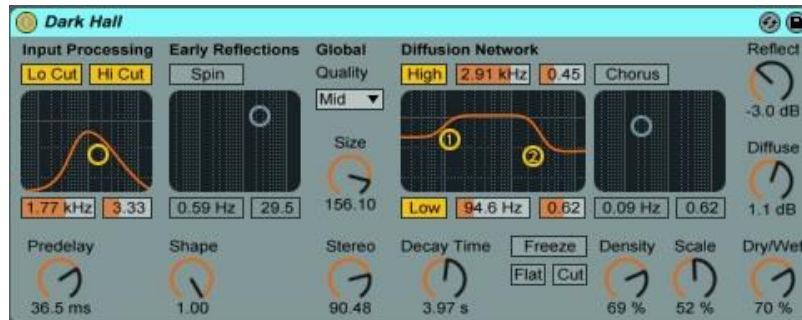 Dark Hall
Input Processing Early Reflections Global Diffusion Network Reflect
Lo Cut Hi Cut Spin Quality High 2.91 kHz 0.45 Chorus
Mid
-3.0 dB
Size Diffuse
1 2
1.77 kHz 3.33 0.59 Hz 29.5 156.10 Low 94.6 Hz 0.62 0.09 Hz 0.62 1.1 dB
Predelay Shape Stereo Decay Time Freeze Density Scale Dry/Wet
Flat Cut
36.5 ms 1.00 90.48 3.97 s 69 % 52 % 70 %